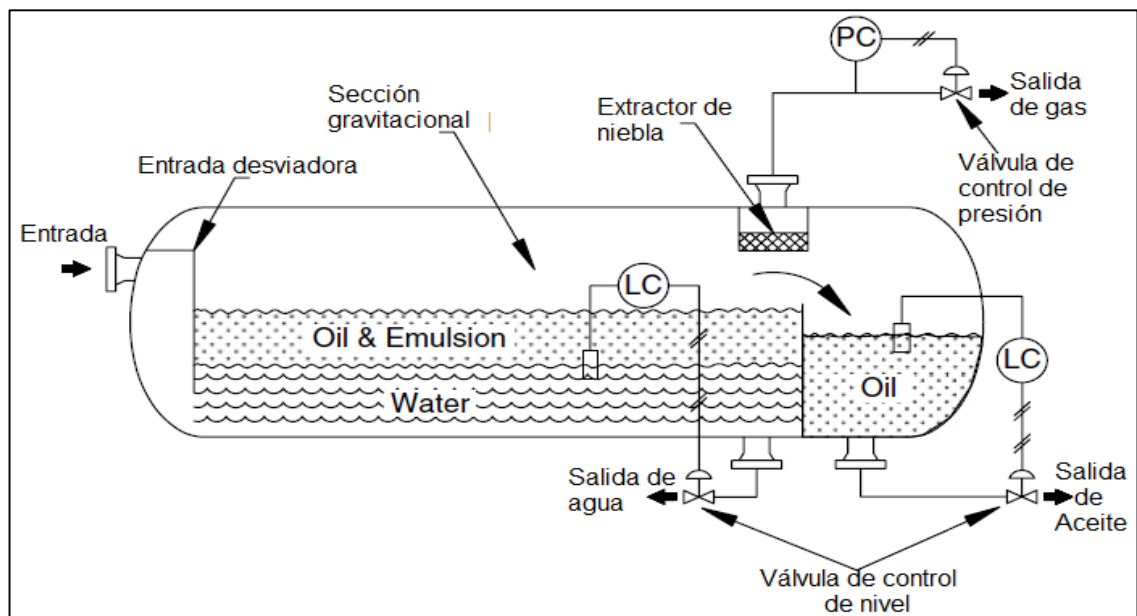 PC
Salida
de gas
Sección
gravitacional
Extractor de
niebla
Entrada desviadora
Válvula de
control de
presión
Entrada
LC
Oil & Emulsion
LC
Oil
Water
Salida de
agua
Salida
de
Aceite
Válvula de control
de nivel